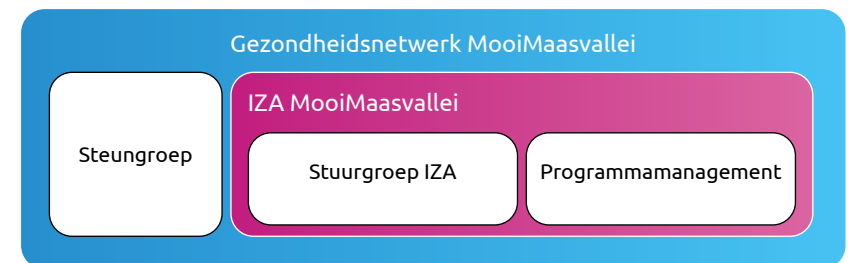 Gezondheidsnetwerk MooiMaasvallei
IZA MooiMaasvallei
Steungroep
Stuurgroep IZA
Programmamanagement